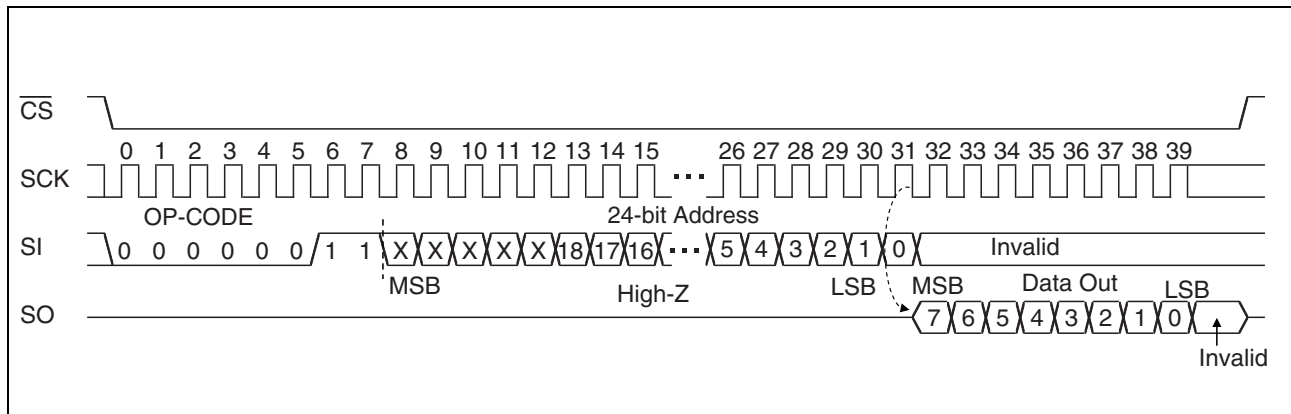 CS
0 1 2 3 4 5 6 7 8 9 10 11 12 13 14 15 26 27 28 29 30 31 32 33 34 35 36 37 38 39
SCK ···
OP-CODE 24-bit Address
SI 0 0 0 0 0 0 1 1 X X X X X 18 17 16 ··· 5 4 3 2 1 0 Invalid
MSB High-Z LSB MSB Data Out LSB
SO 7 6 5 4 3 2 1 0
Invalid